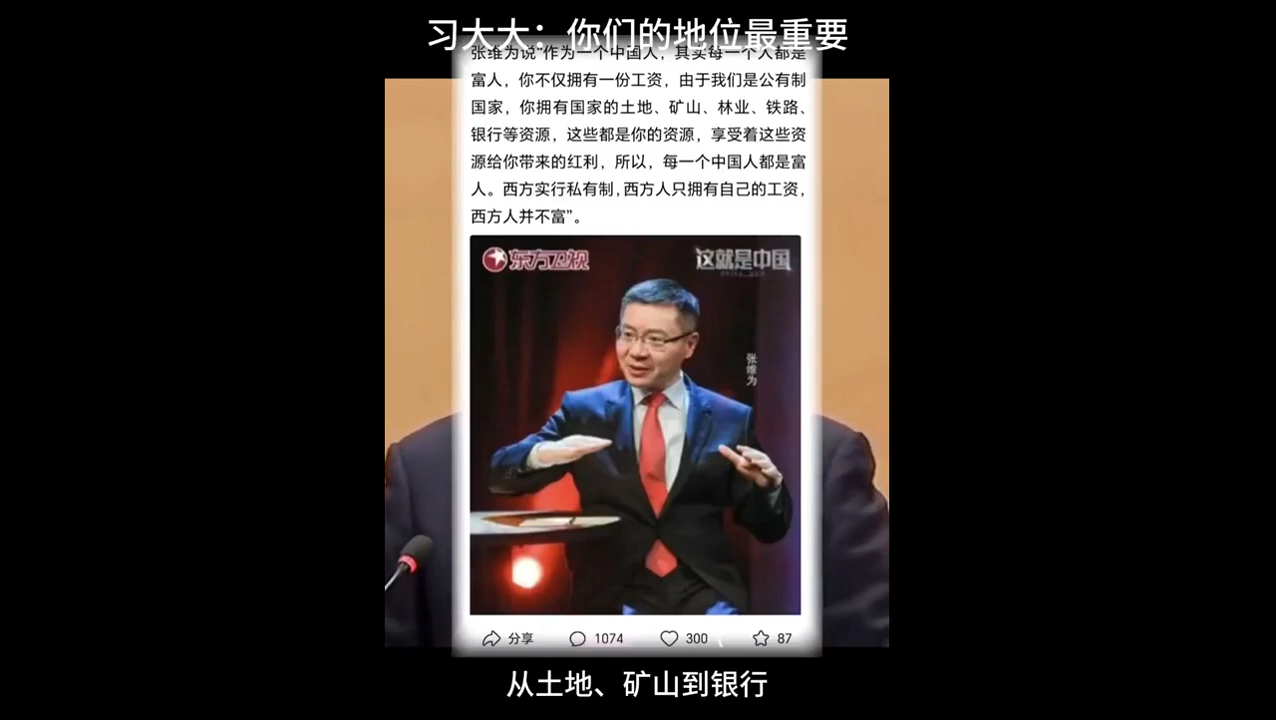 习大大：你们的地位最重要
张维为说“作为一个中国人，其实每一个人都是
富人，你不仅拥有一份工资，由于我们是公有制
国家，你拥有国家的土地、矿山、林业、铁路、
银行等资源，这些都是你的资源，享受着这些资
源给你带来的红利，所以，每一个中国人都是富
人。西方实行私有制，西方人只拥有自己的工资，
西方人并不富”。
东方卫视
这就是中国
张维为
分享
1074
300
87
从土地、矿山到银行